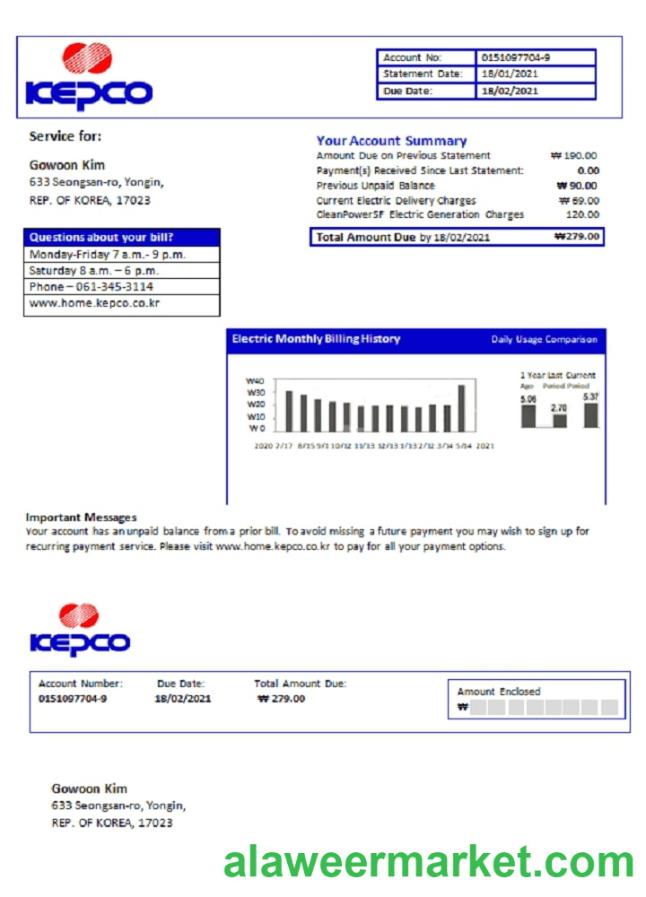 KEPCO
Account No: 0151097704-9
Statement Date: 18/01/2021
Due Date: 18/02/2021
Service for:
Gowoon Kim
633 Seongsan-ro, Yongin,
REP. OF KOREA, 17023
Your Account Summary
Amount Due on Previous Statement ₩ 190.00
Payment(s) Received Since Last Statement: 0.00
Previous Unpaid Balance ₩ 90.00
Current Electric Delivery Charges ₩ 69.00
CleanPowerSF Electric Generation Charges 120.00
Total Amount Due by 18/02/2021 ₩279.00
Questions about your bill?
Monday-Friday 7 a.m.- 9 p.m.
Saturday 8 a.m. – 6 p.m.
Phone – 061-345-3114
www.home.kepco.co.kr
Electric Monthly Billing History Daily Usage Comparison
1 Year Last Current
Ago Period Period
5.06 2.70 5.37
W40
W30
W20
W10
W 0
2020 2/17 8/15 9/1 10/12 11/13 12/13 1/13 2/12 3/14 5/14 2021
Important Messages
Your account has an unpaid balance from a prior bill. To avoid missing a future payment you may wish to sign up for
recurring payment service. Please visit www.home.kepco.co.kr to pay for all your payment options.
KEPCO
Account Number: Due Date: Total Amount Due:
0151097704-9 18/02/2021 ₩ 279.00
Amount Enclosed
₩
Gowoon Kim
633 Seongsan-ro, Yongin,
REP. OF KOREA, 17023
alaweermarket.com